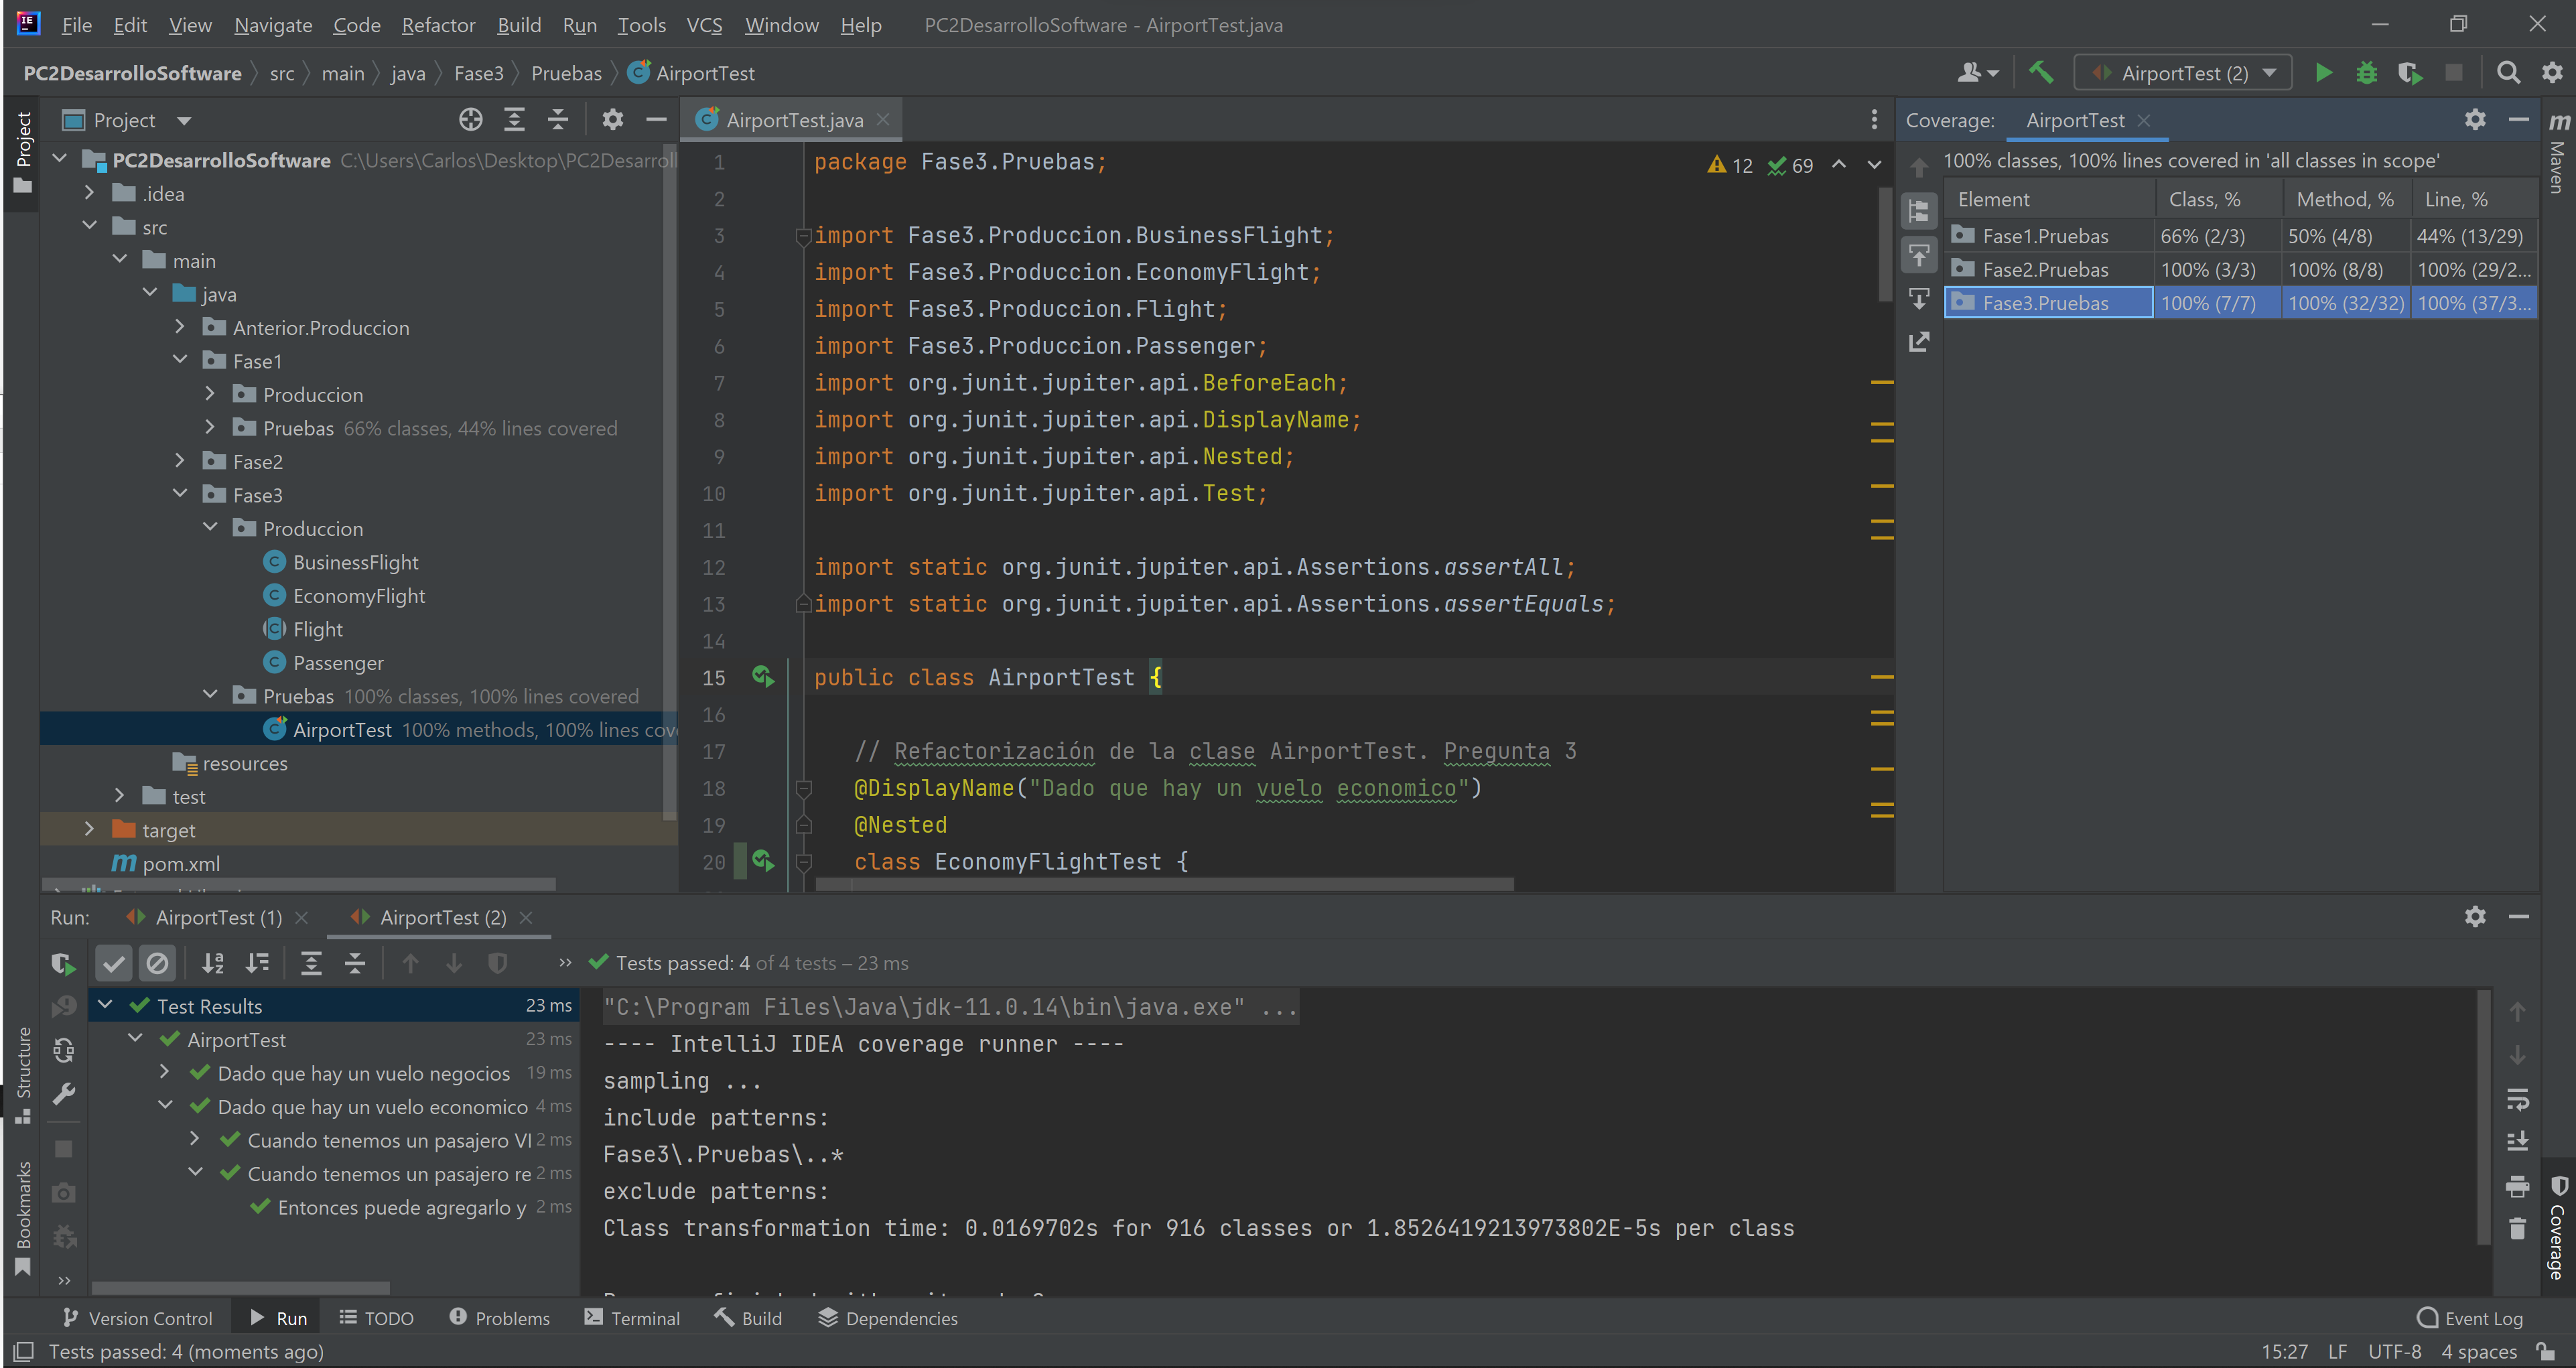 File Edit View Navigate Code Refactor Build Run Tools VCS Window Help PC2DesarrolloSoftware - AirportTest.java
PC2DesarrolloSoftware src main java Fase3 Pruebas AirportTest
AirportTest (2)
Project
Project
PC2DesarrolloSoftware C:\Users\Carlos\Desktop\PC2Desarroll
.idea
src
main
java
Anterior.Produccion
Fase1
Produccion
Pruebas 66% classes, 44% lines covered
Fase2
Fase3
Produccion
BusinessFlight
EconomyFlight
Flight
Passenger
Pruebas 100% classes, 100% lines covered
AirportTest 100% methods, 100% lines cov
resources
test
target
pom.xml
AirportTest.java
12 69
1 package Fase3.Pruebas;
2
3 import Fase3.Produccion.BusinessFlight;
4 import Fase3.Produccion.EconomyFlight;
5 import Fase3.Produccion.Flight;
6 import Fase3.Produccion.Passenger;
7 import org.junit.jupiter.api.BeforeEach;
8 import org.junit.jupiter.api.DisplayName;
9 import org.junit.jupiter.api.Nested;
10 import org.junit.jupiter.api.Test;
11
12 import static org.junit.jupiter.api.Assertions.assertAll;
13 import static org.junit.jupiter.api.Assertions.assertEquals;
14
15 public class AirportTest {
16
17 // Refactorización de la clase AirportTest. Pregunta 3
18 @DisplayName("Dado que hay un vuelo economico")
19 @Nested
20 class EconomyFlightTest {
Coverage: AirportTest
100% classes, 100% lines covered in 'all classes in scope'
Element Class, % Method, % Line, %
Fase1.Pruebas 66% (2/3) 50% (4/8) 44% (13/29)
Fase2.Pruebas 100% (3/3) 100% (8/8) 100% (29/2...
Fase3.Pruebas 100% (7/7) 100% (32/32) 100% (37/3...
Maven
Run: AirportTest (1) AirportTest (2)
Tests passed: 4 of 4 tests – 23 ms
Test Results 23 ms
AirportTest 23 ms
Dado que hay un vuelo negocios 19 ms
Dado que hay un vuelo economico 4 ms
Cuando tenemos un pasajero VI 2 ms
Cuando tenemos un pasajero re 2 ms
Entonces puede agregarlo y 2 ms
"C:\Program Files\Java\jdk-11.0.14\bin\java.exe" ...
---- IntelliJ IDEA coverage runner ----
sampling ...
include patterns:
Fase3\.Pruebas\..*
exclude patterns:
Class transformation time: 0.0169702s for 916 classes or 1.8526419213973802E-5s per class
Structure
Bookmarks
Coverage
Version Control Run TODO Problems Terminal Build Dependencies Event Log
Tests passed: 4 (moments ago) 15:27 LF UTF-8 4 spaces